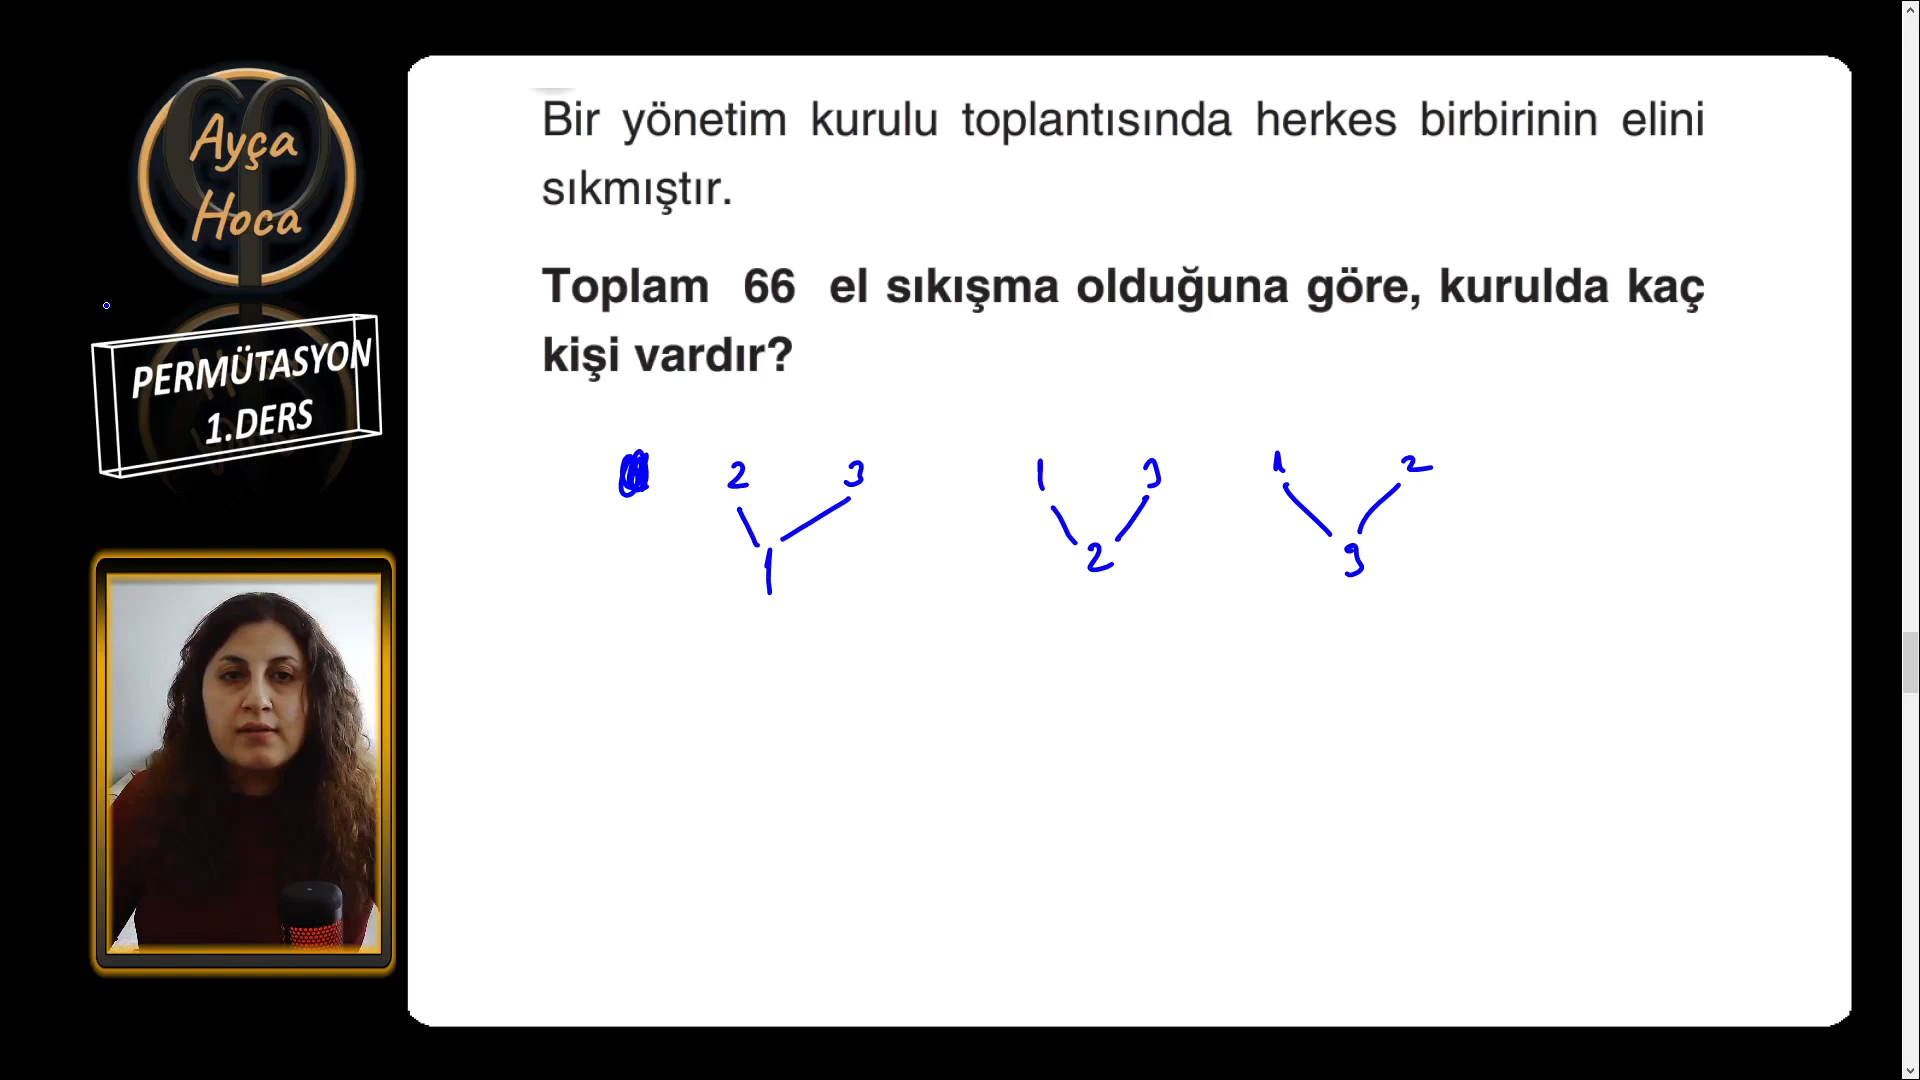 Ayça
Hoca
PERMÜTASYON
1.DERS
Bir yönetim kurulu toplantısında herkes birbirinin elini
sıkmıştır.
Toplam 66 el sıkışma olduğuna göre, kurulda kaç
kişi vardır?
2 3 1 3 1 2
1 2 3